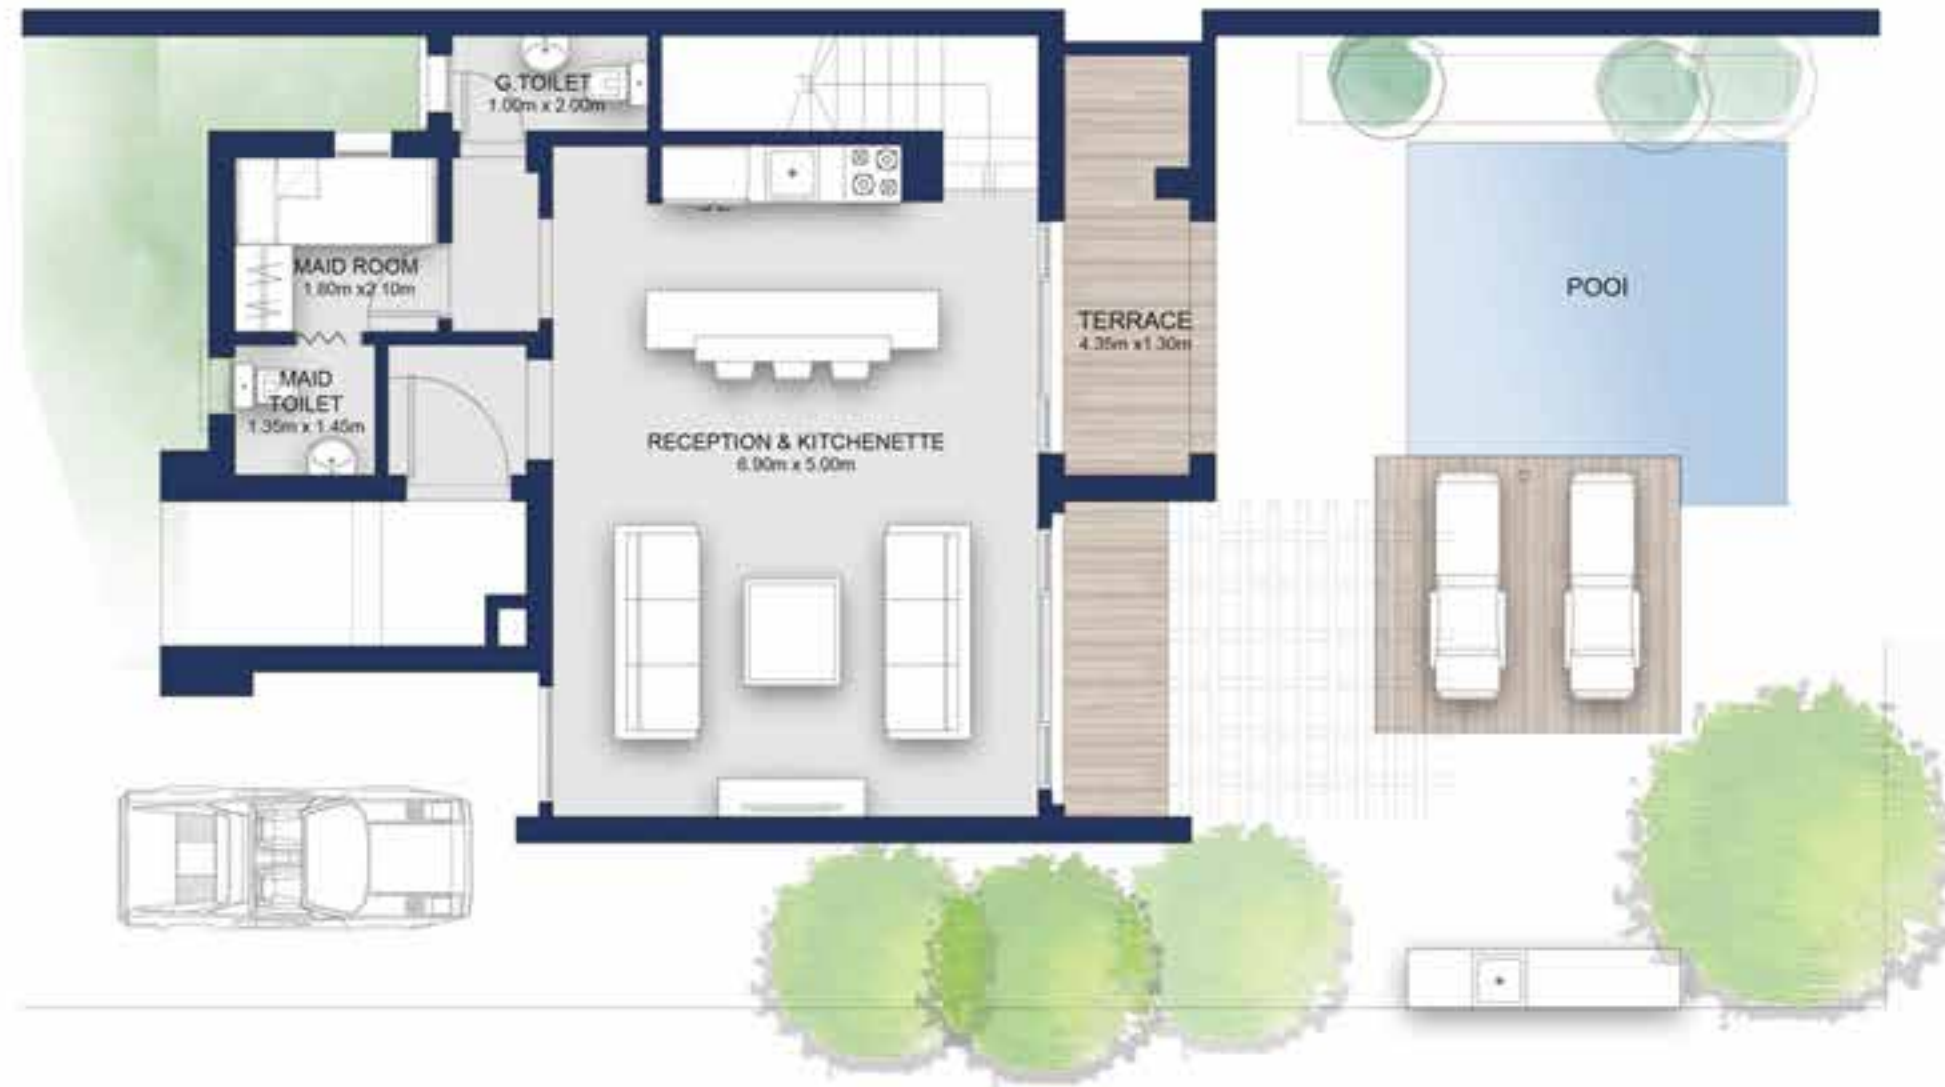 G.TOILET
1.00m x 2.00m
MAID ROOM
1.80m x2.10m
MAID
TOILET
1.35m x 1.45m
RECEPTION & KITCHENETTE
6.90m x 5.00m
TERRACE
4.35m x1.30m
POOl